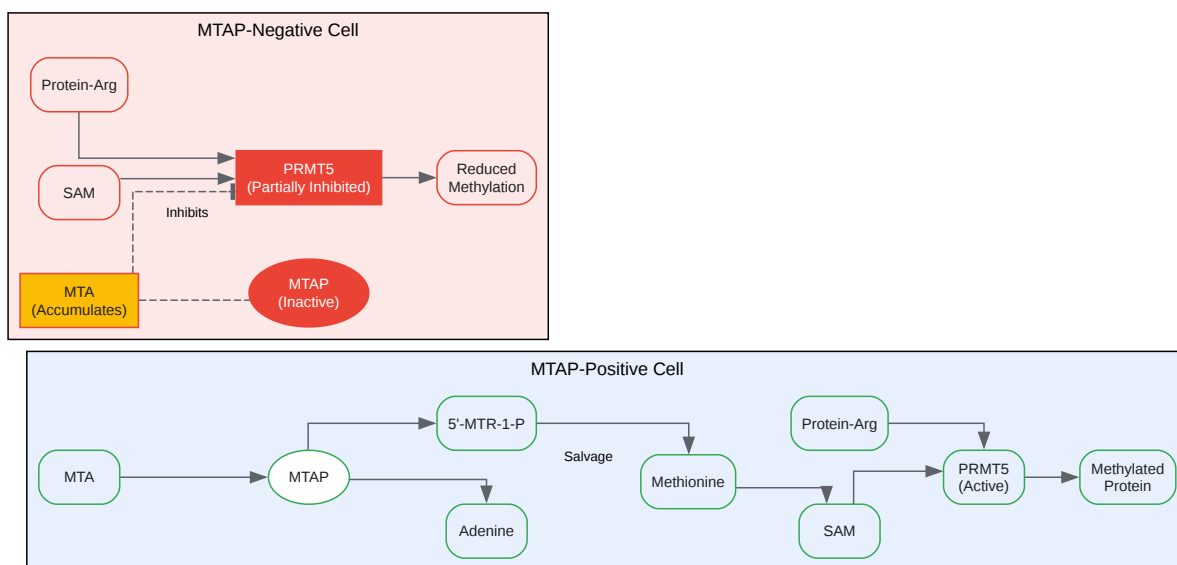 MTAP-Negative Cell
Protein-Arg
SAM
PRMT5
(Partially Inhibited)
Reduced
Methylation
Inhibits
MTA
(Accumulates)
MTAP
(Inactive)
MTAP-Positive Cell
5'-MTR-1-P
Protein-Arg
Salvage
MTA
MTAP
Methionine
PRMT5
(Active)
Methylated
Protein
Adenine
SAM